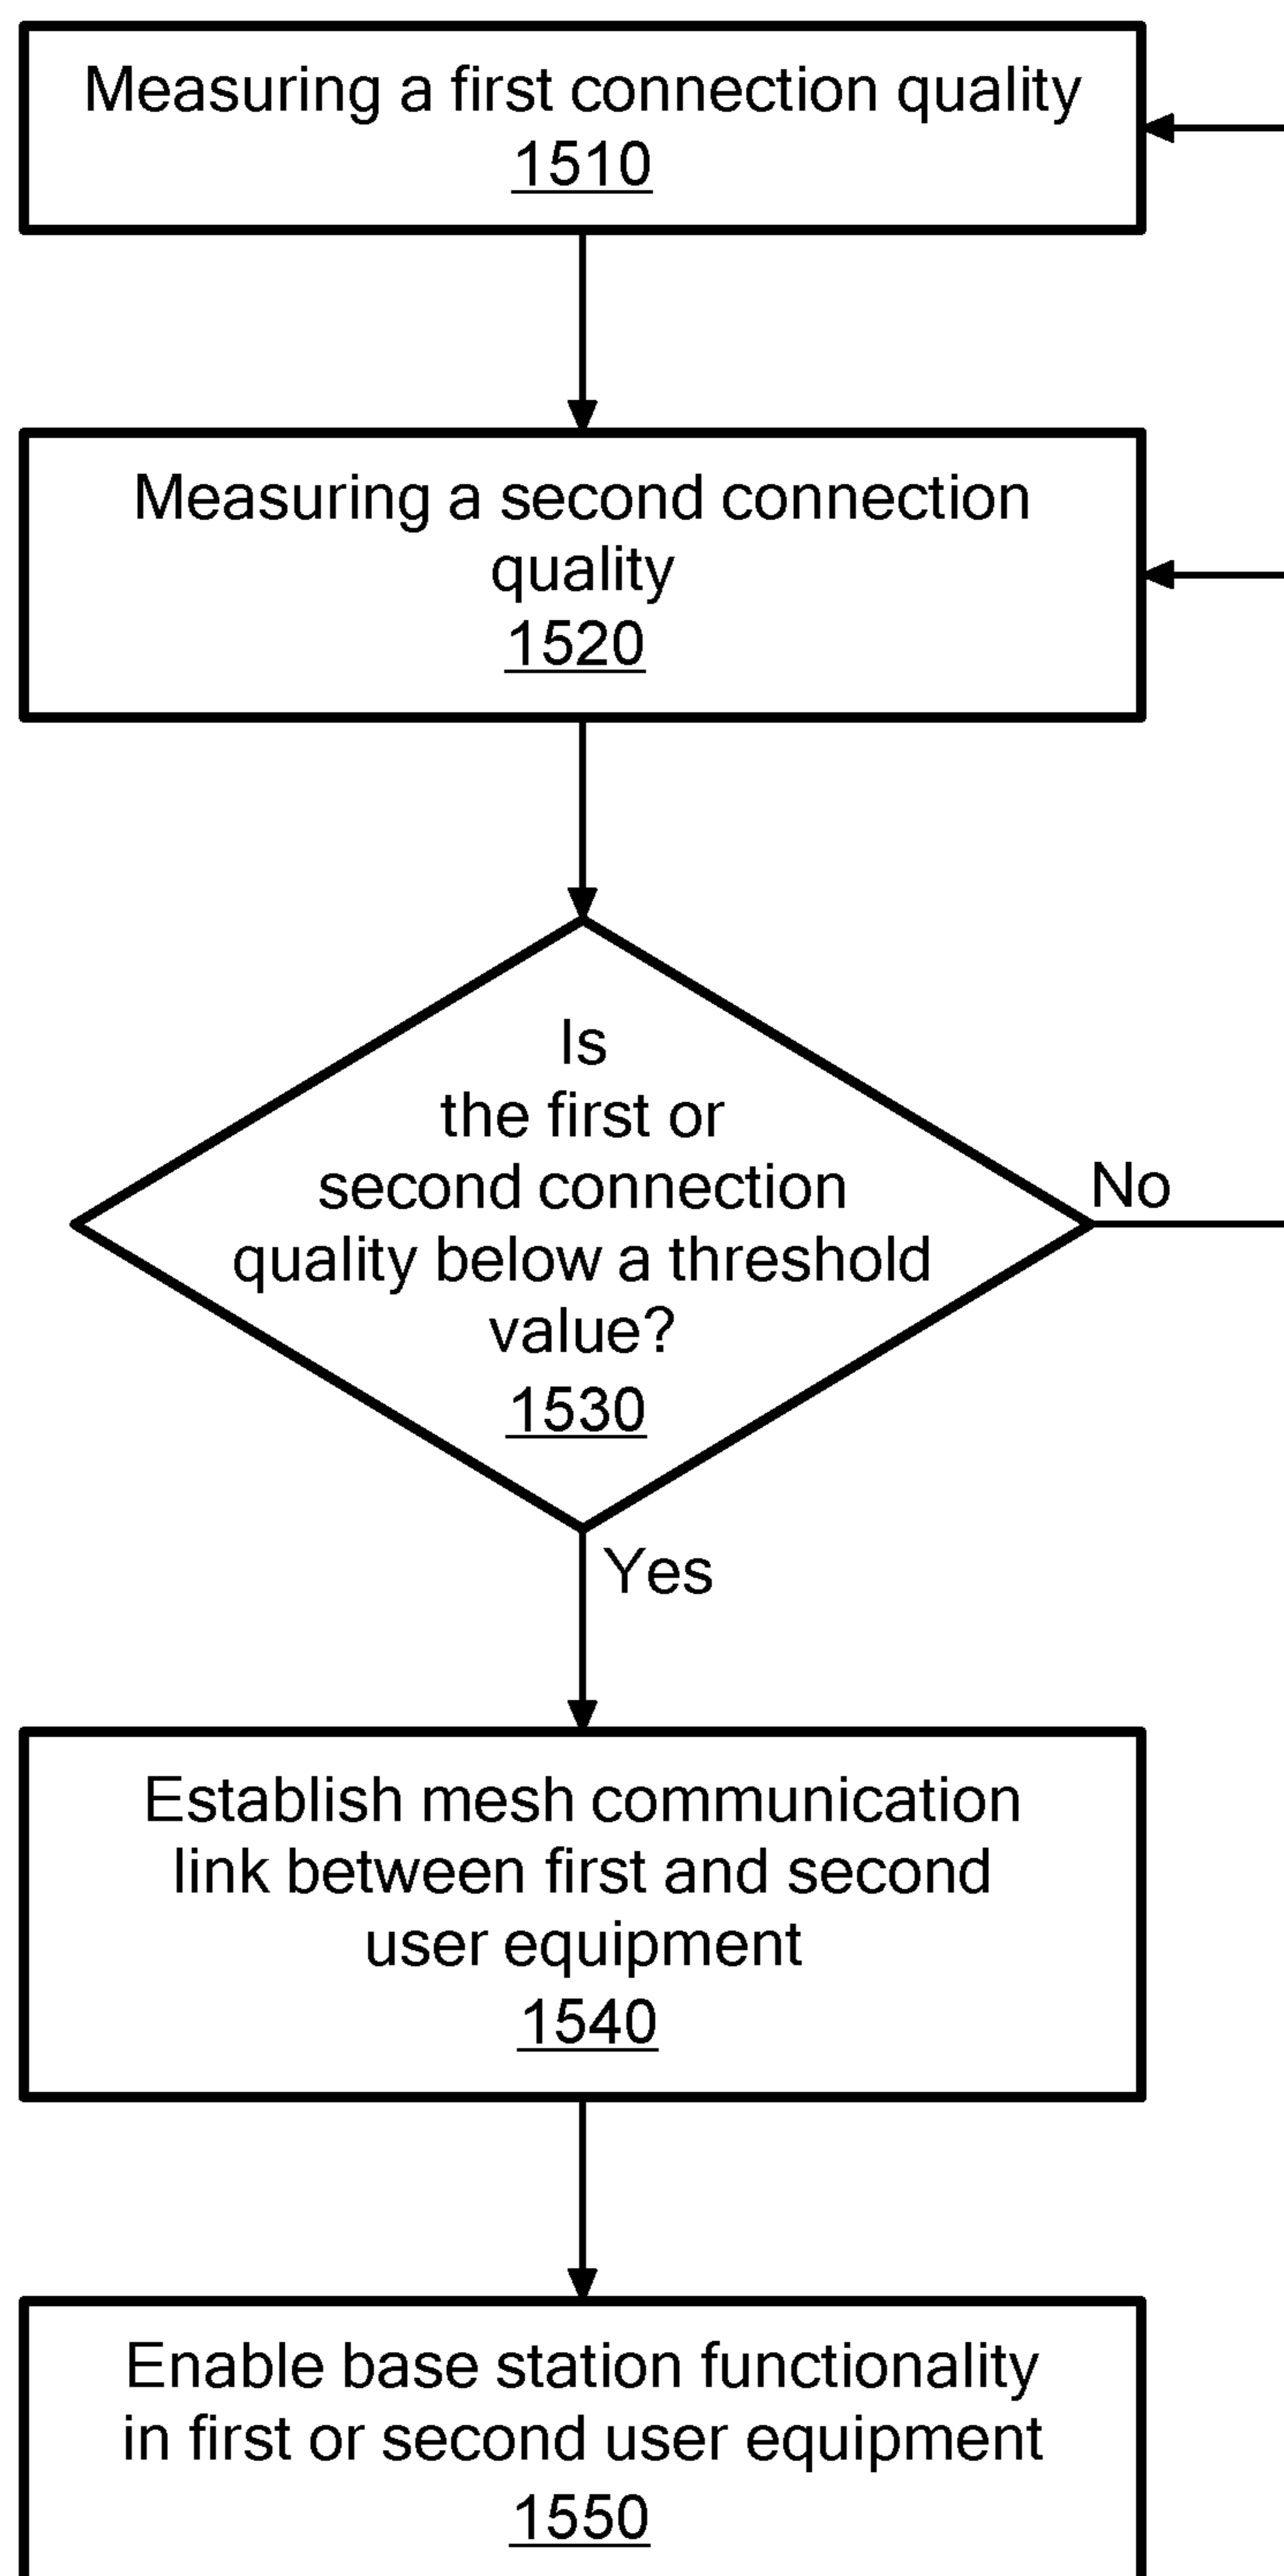 Measuring a first connection quality
1510
Measuring a second connection
quality
1520
Is
the first or
second connection
quality below a threshold
value?
1530
No
Yes
Establish mesh communication
link between first and second
user equipment
1540
Enable base station functionality
in first or second user equipment
1550